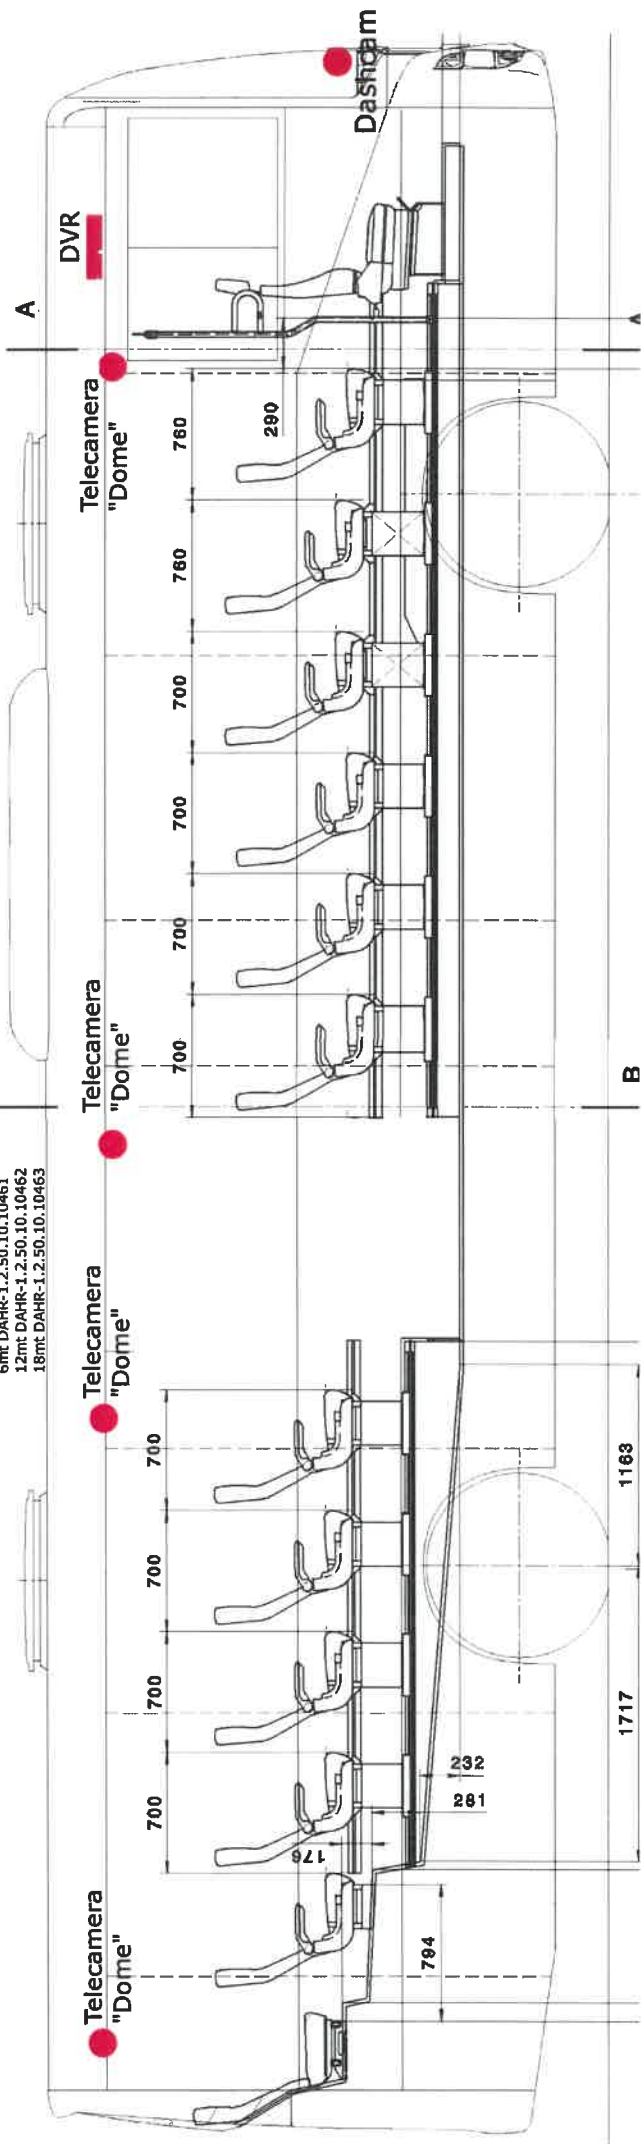 6mt DAHR-1.2.50.10.10461
12mt DAHR-1.2.50.10.10462
18mt DAHR-1.2.50.10.10463
Telecamera
"Dome"
Telecamera
"Dome"
Telecamera
"Dome"
Telecamera
"Dome"
DVR
Dashcam
A
700
700
700
700
700
700
700
700
760
760
290
176
281
232
794
1717
1163
B
A